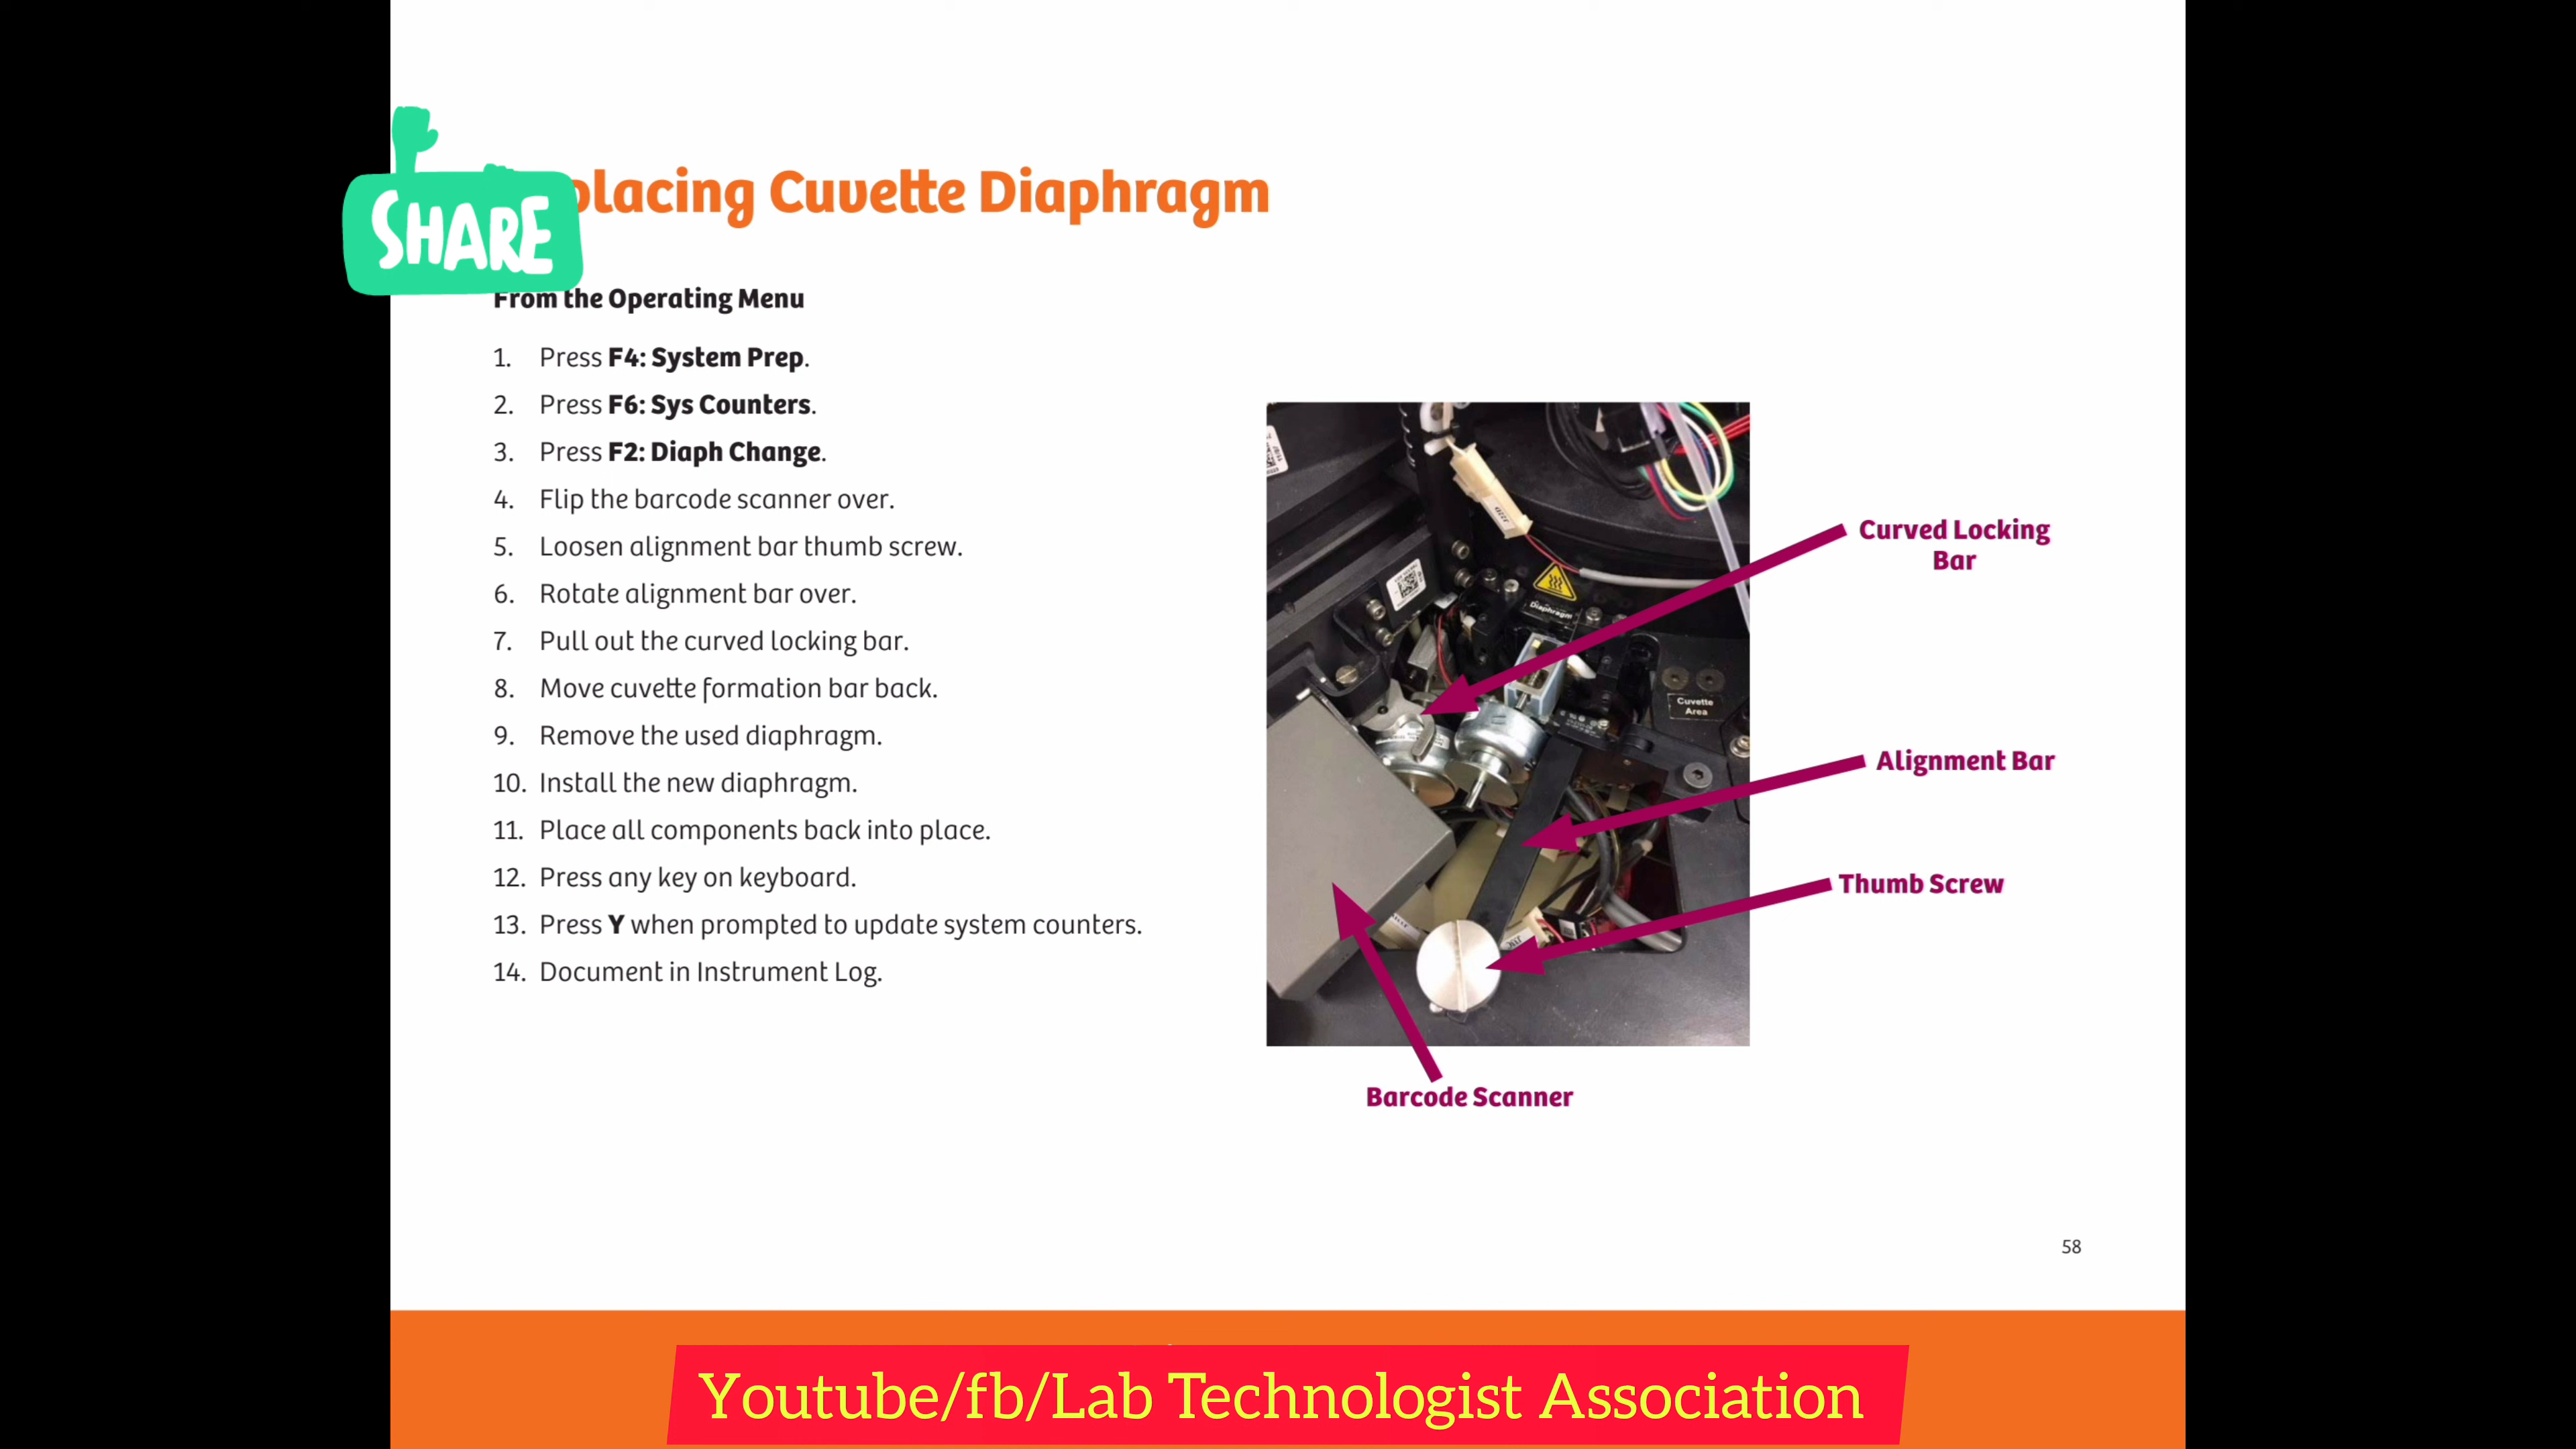 SHARE
placing Cuvette Diaphragm
From the Operating Menu
1. Press F4: System Prep.
2. Press F6: Sys Counters.
3. Press F2: Diaph Change.
4. Flip the barcode scanner over.
5. Loosen alignment bar thumb screw.
6. Rotate alignment bar over.
7. Pull out the curved locking bar.
8. Move cuvette formation bar back.
9. Remove the used diaphragm.
10. Install the new diaphragm.
11. Place all components back into place.
12. Press any key on keyboard.
13. Press Y when prompted to update system counters.
14. Document in Instrument Log.
Curved Locking
Bar
Diaphragm
Cuvette
Area
Alignment Bar
Thumb Screw
Barcode Scanner
58
Youtube/fb/Lab Technologist Association